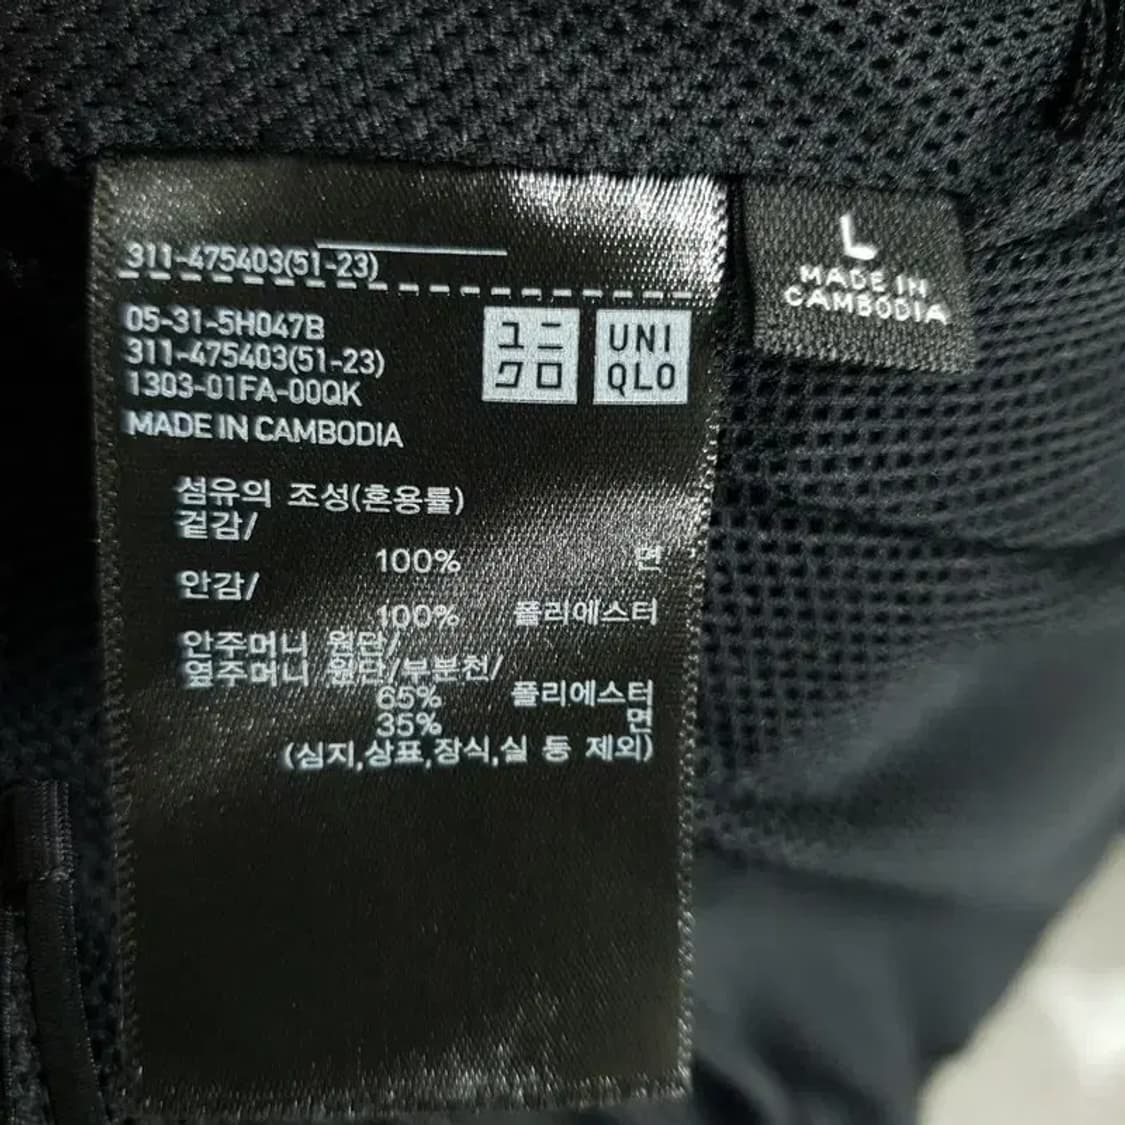 311-475403(51-23)
05-31-5H047B
311-475403(51-23)
1303-01FA-00QK
MADE IN CAMBODIA
ユニ
クロ
UNI
QLO
섬유의 조성(혼용률)
겉감/
100% 면
안감/
100% 폴리에스터
안주머니 원단/
옆주머니 원단/부분천/
65% 폴리에스터
35% 면
(심지,상표,장식,실 등 제외)
L
MADE IN
CAMBODIA